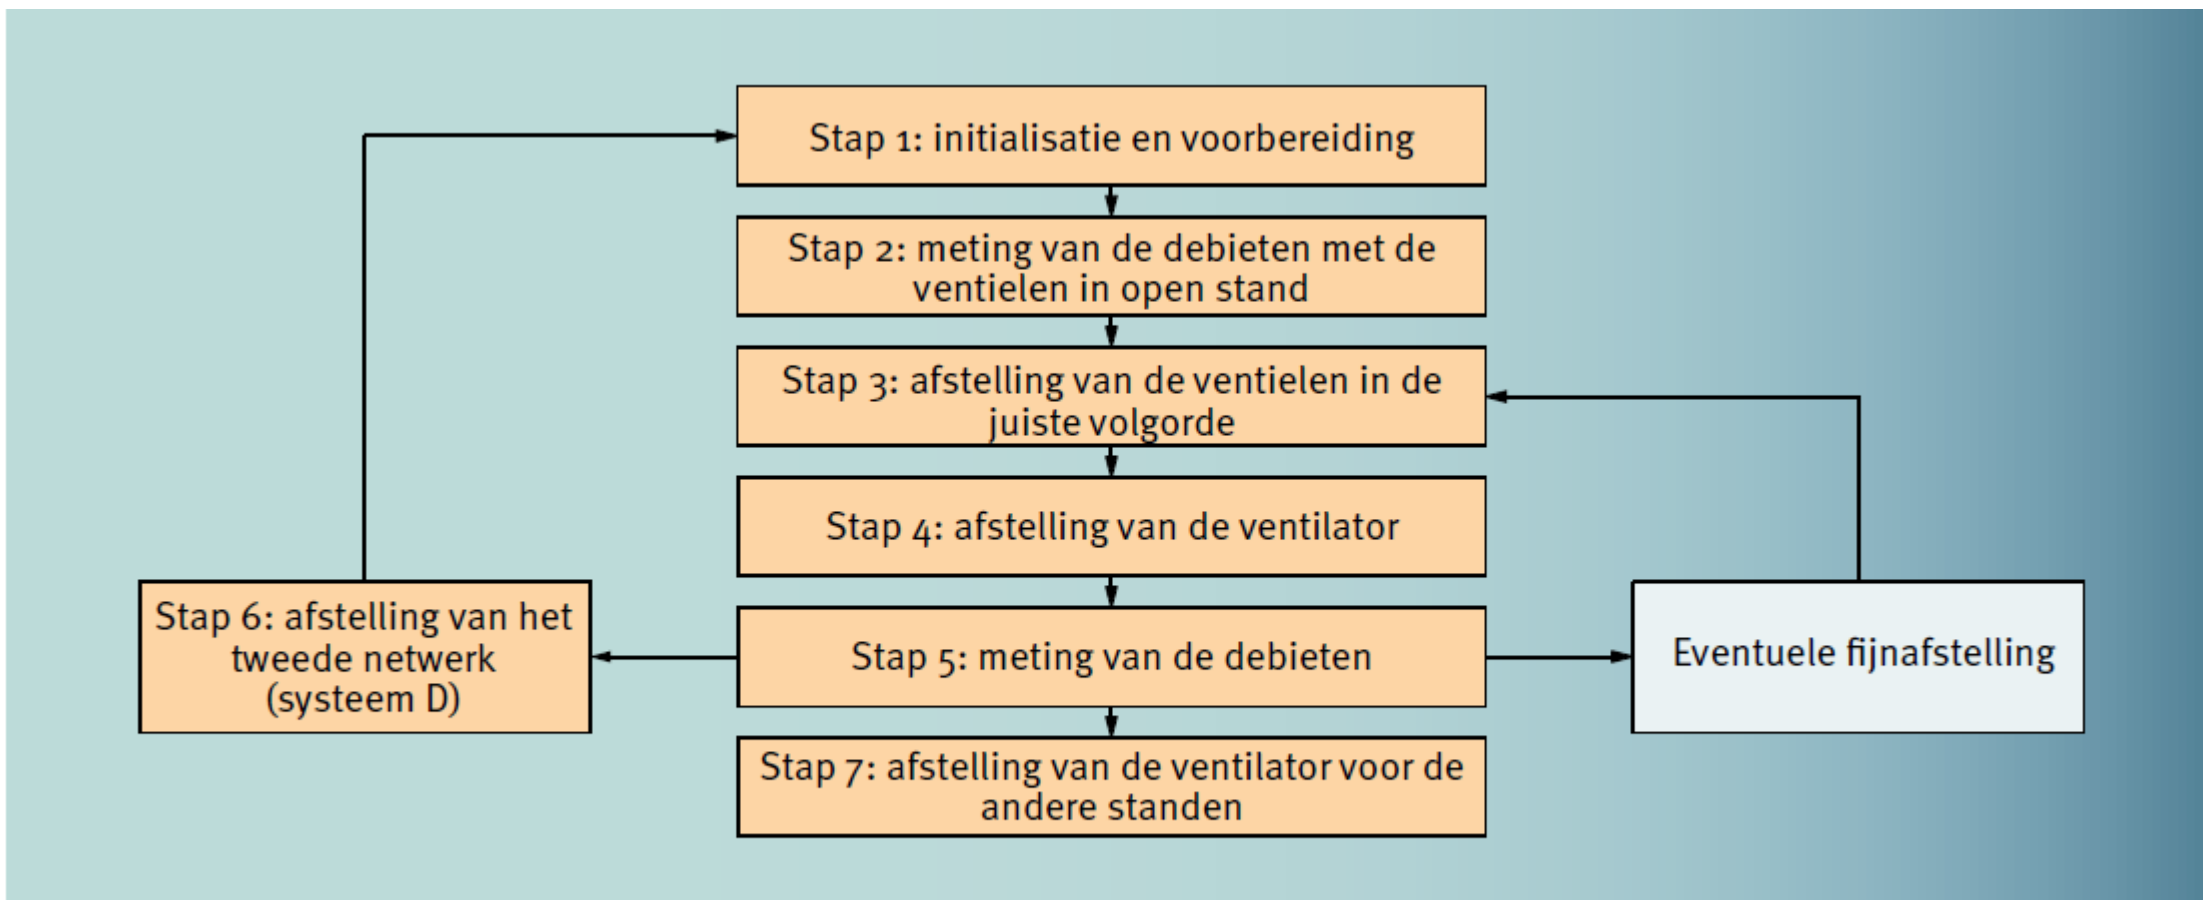 Stap 1: initialisatie en voorbereiding
Stap 2: meting van de debieten met de
ventielen in open stand
Stap 3: afstelling van de ventielen in de
juiste volgorde
Stap 4: afstelling van de ventilator
Stap 6: afstelling van het
tweede netwerk
(systeem D)
Stap 5: meting van de debieten
Eventuele fijnafstelling
Stap 7: afstelling van de ventilator voor de
andere standen